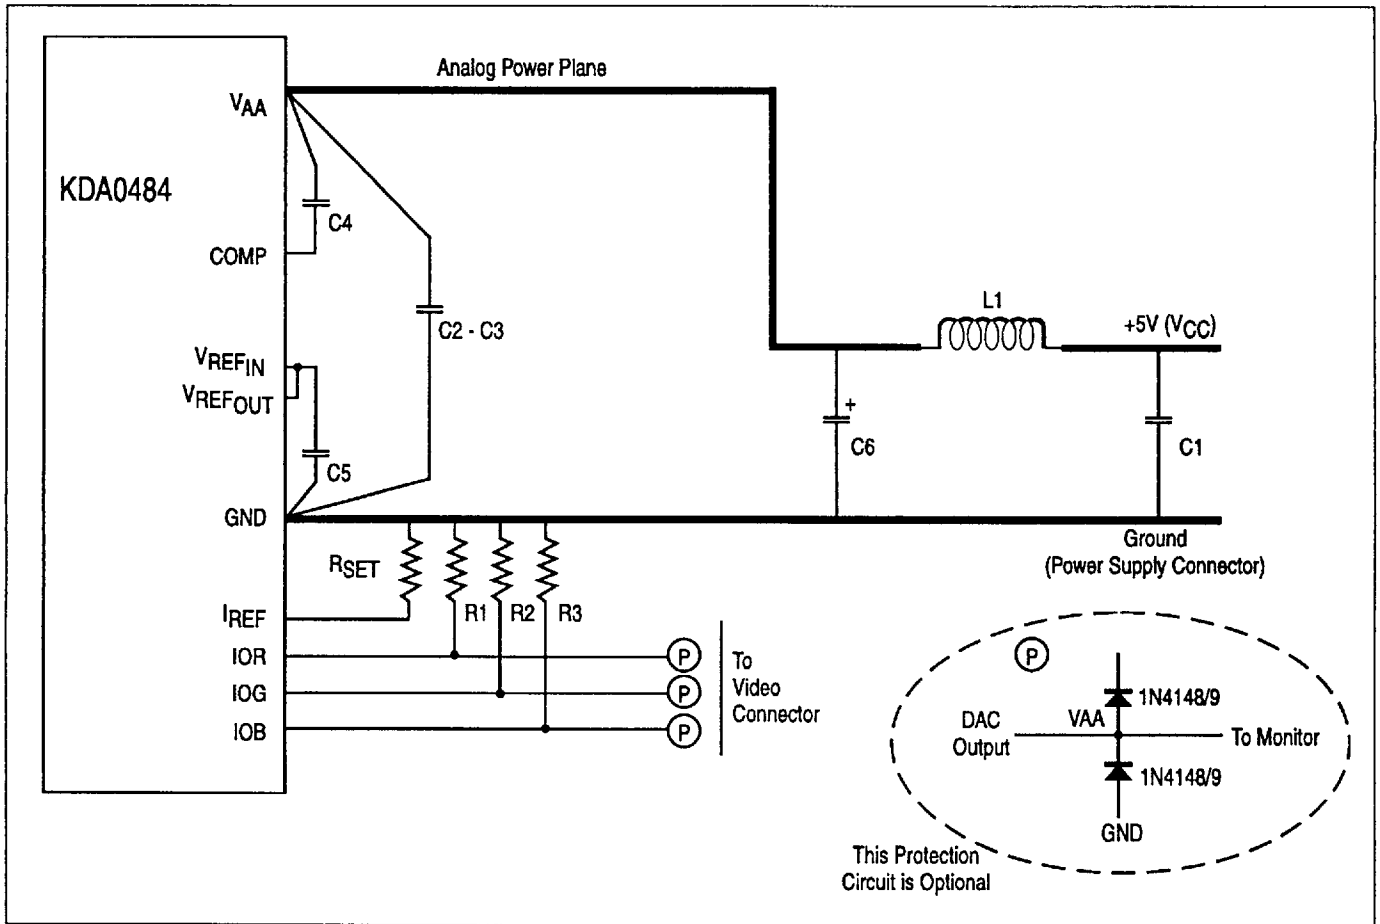 Analog Power Plane
VAA
KDA0484
C4
COMP
C2 - C3
L1
+5V (VCC)
VREFIN
VREFOUT
+
C6
C1
C5
GND
Ground
(Power Supply Connector)
RSET
R1
R2
R3
IREF
IOR
IOG
IOB
P
P
P
To
Video
Connector
P
1N4148/9
DAC
Output
VAA
To Monitor
1N4148/9
GND
This Protection
Circuit is Optional